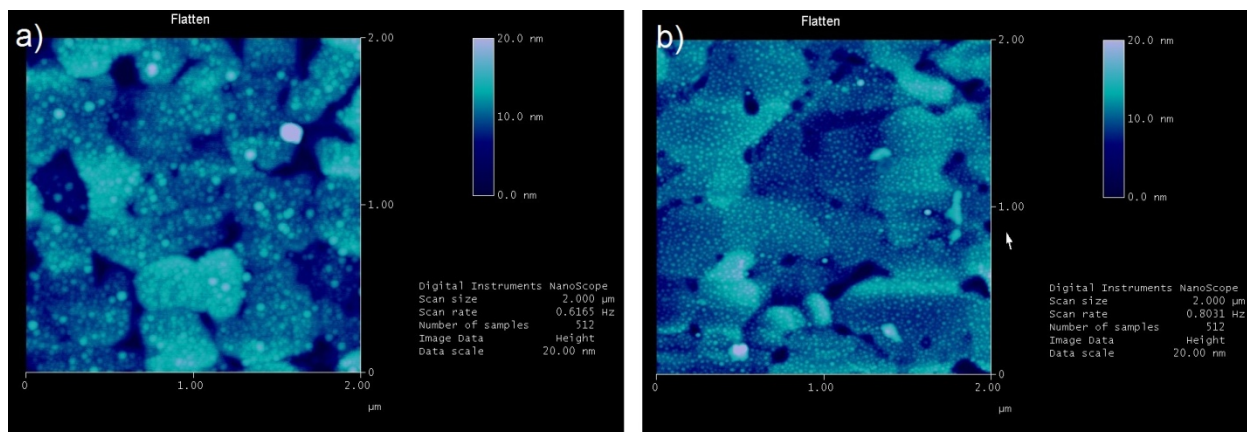 a)
Flatten
2.00
1.00
0
0
1.00
2.00
µm
20.0 nm
10.0 nm
0.0 nm
Digital Instruments NanoScope
Scan size 2.000 µm
Scan rate 0.6165 Hz
Number of samples 512
Image Data Height
Data scale 20.00 nm
b)
Flatten
2.00
1.00
0
0
1.00
2.00
µm
20.0 nm
10.0 nm
0.0 nm
Digital Instruments NanoScope
Scan size 2.000 µm
Scan rate 0.8031 Hz
Number of samples 512
Image Data Height
Data scale 20.00 nm